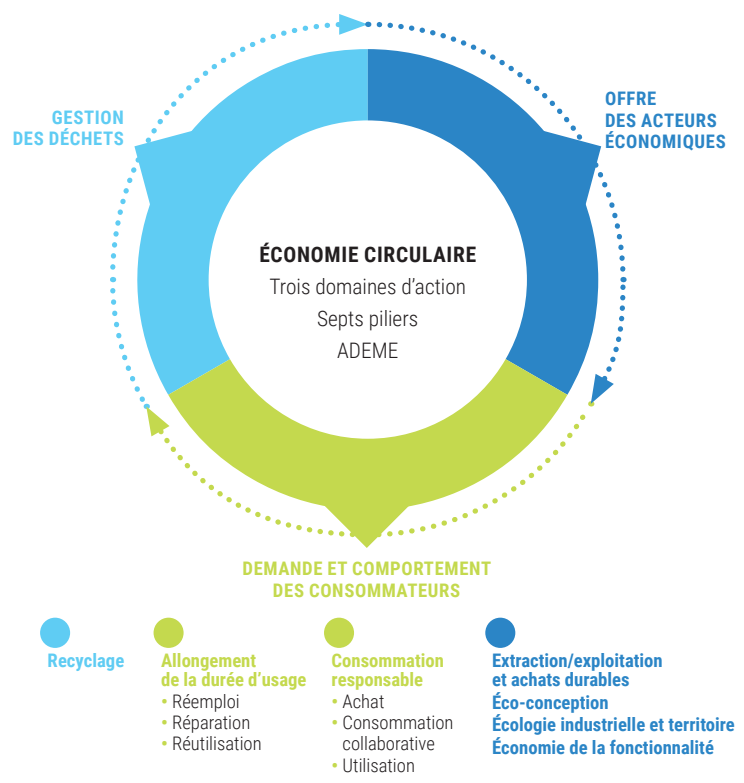 GESTION
DES DÉCHETS
OFFRE
DES ACTEURS
ÉCONOMIQUES
ÉCONOMIE CIRCULAIRE
Trois domaines d’action
Septs piliers
ADEME
DEMANDE ET COMPORTEMENT
DES CONSOMMATEURS
Recyclage
Allongement
de la durée d’usage
• Réemploi
• Réparation
• Réutilisation
Consommation
responsable
• Achat
• Consommation
collaborative
• Utilisation
Extraction/exploitation
et achats durables
Éco-conception
Écologie industrielle et territoire
Économie de la fonctionnalité